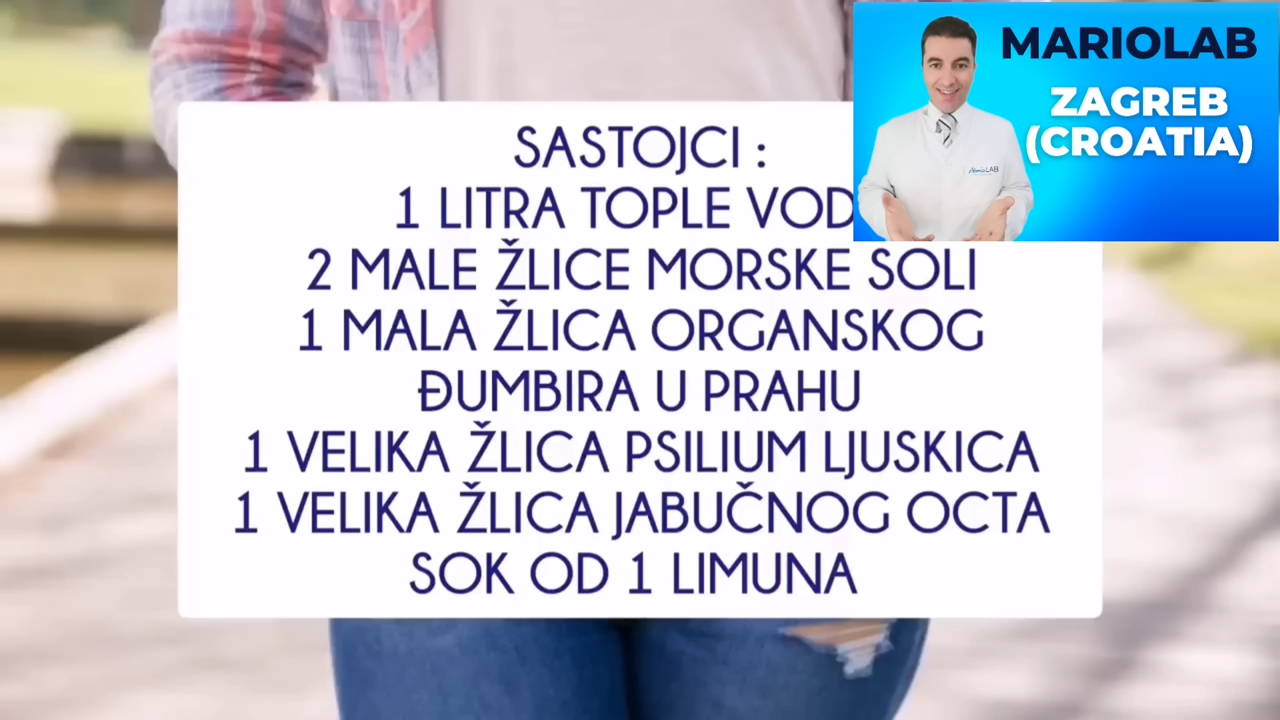 SASTOJCI :
1 LITRA TOPLE
2 MALE ŽLICE MORSKE SOLI
1 MALA ŽLICA ORGANSKOG
ĐUMBIRA U PRAHU
1 VELIKA ŽLICA PSILIUM LJUSKICA
1 VELIKA ŽLICA JABUČNOG OCTA
SOK OD 1 LIMUNA
MARIOLAB
ZAGREB
(CROATIA)
MarioLAB